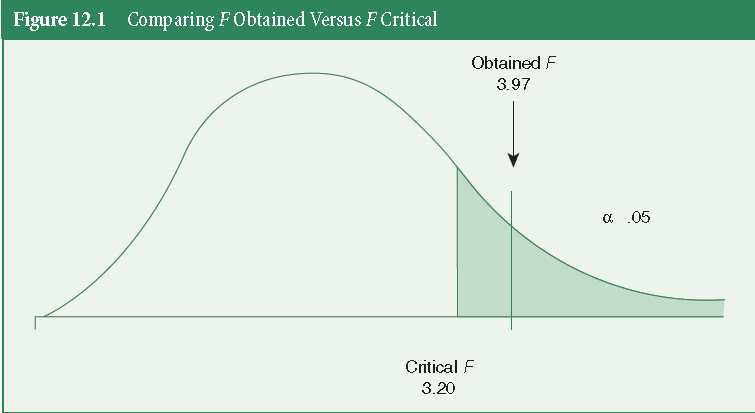 Figure 12.1 Comparing F Obtained Versus F Critical
Obtained F
3.97
α .05
Critical F
3.20